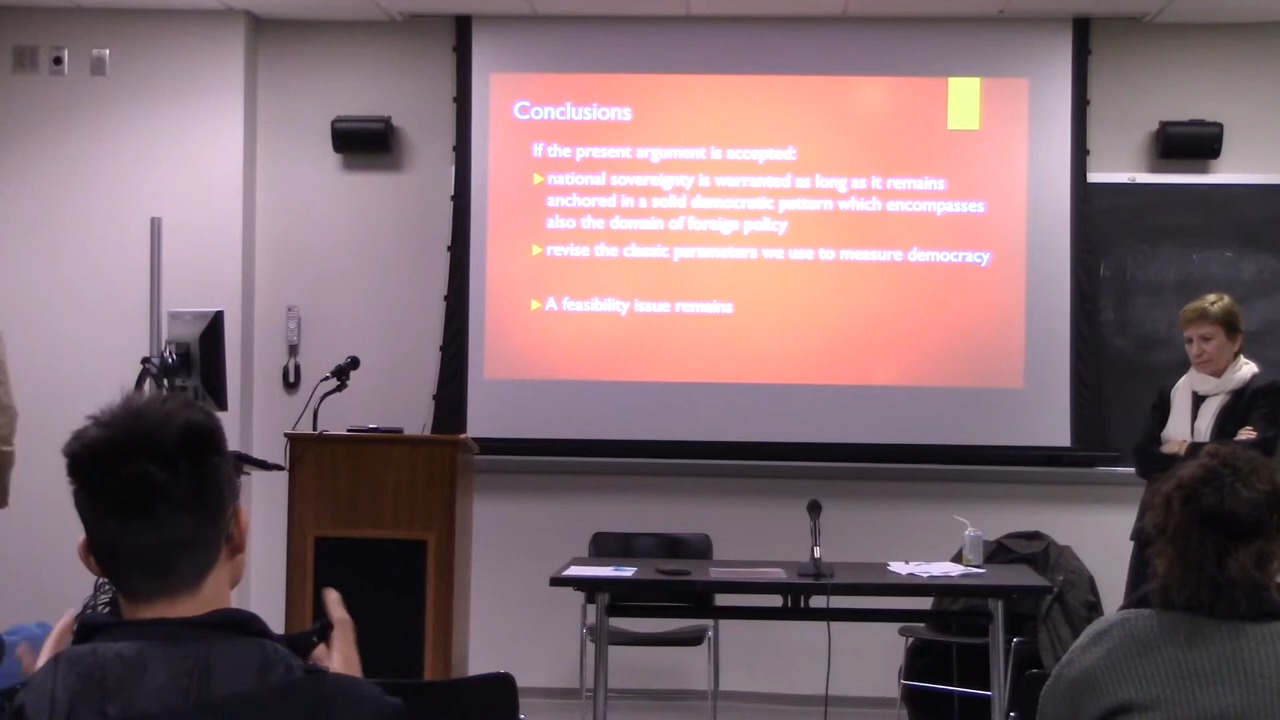 Conclusions
If the present argument is accepted:
national sovereignty is warranted as long as it remains
anchored in a solid democratic pattern which encompasses
also the domain of foreign policy
revise the classic parameters we use to measure democracy
A feasibility issue remains